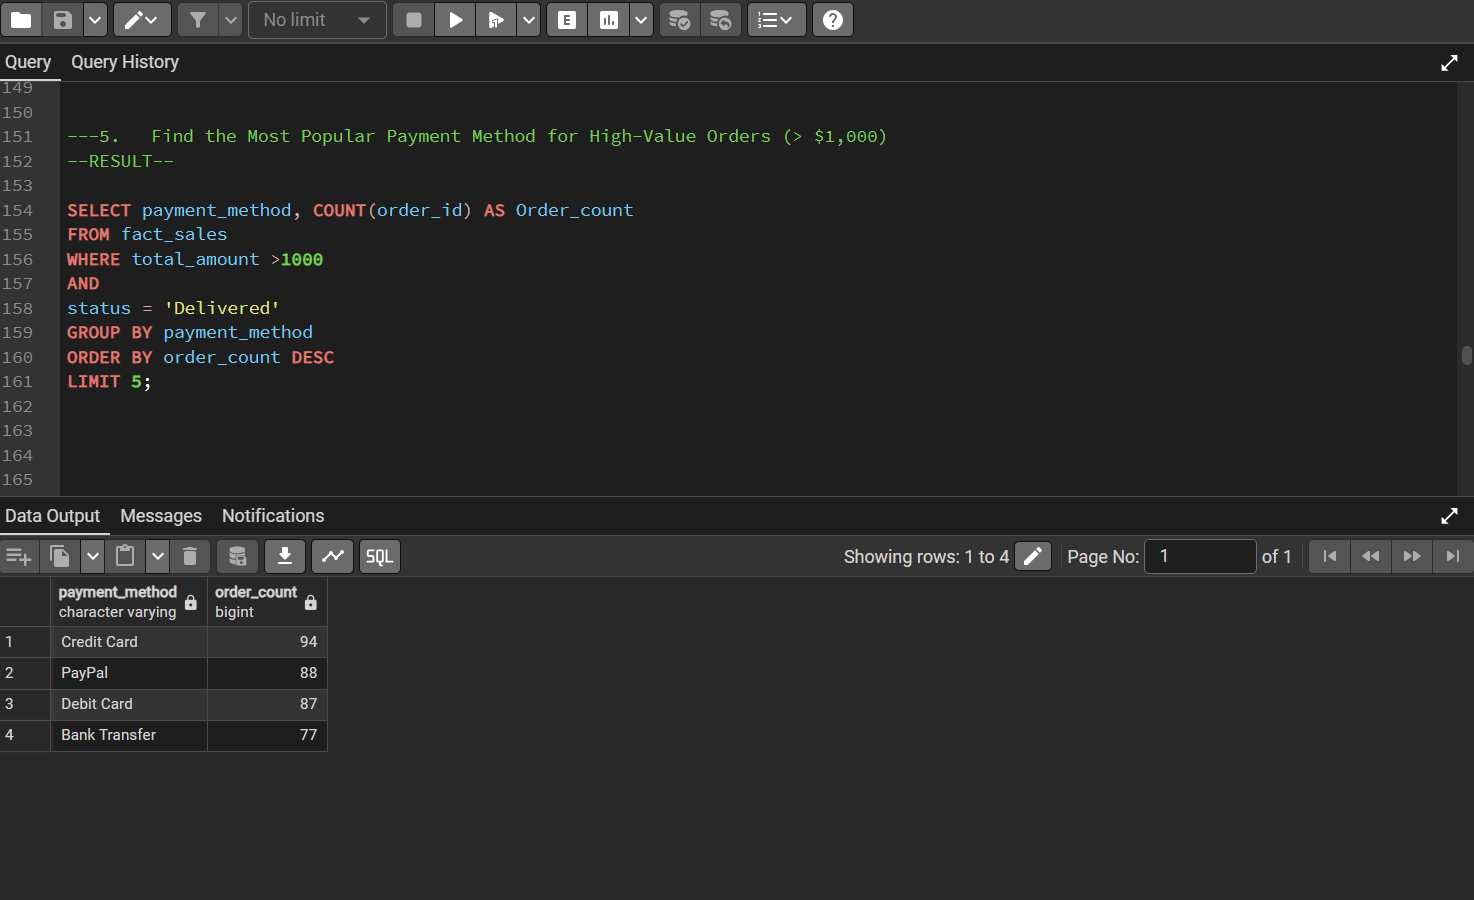 No limit
E
Query Query History
149
150
151 ---5.   Find the Most Popular Payment Method for High-Value Orders (> $1,000)
152 --RESULT--
153
154 SELECT payment_method, COUNT(order_id) AS Order_count
155 FROM fact_sales
156 WHERE total_amount >1000
157 AND
158 status = 'Delivered'
159 GROUP BY payment_method
160 ORDER BY order_count DESC
161 LIMIT 5;
162
163
164
165
Data Output Messages Notifications
SQL Showing rows: 1 to 4 Page No: 1 of 1
payment_method order_count
character varying bigint
1 Credit Card 94
2 PayPal 88
3 Debit Card 87
4 Bank Transfer 77